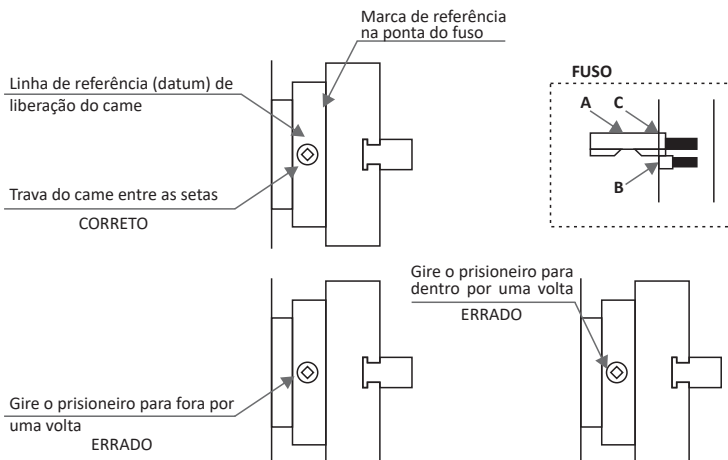 Marca de referência
na ponta do fuso
Linha de referência (datum) de
liberação do came
Trava do came entre as setas
CORRETO
FUSO
A
C
B
Gire o prisioneiro para
dentro por uma volta
ERRADO
Gire o prisioneiro para fora por
uma volta
ERRADO